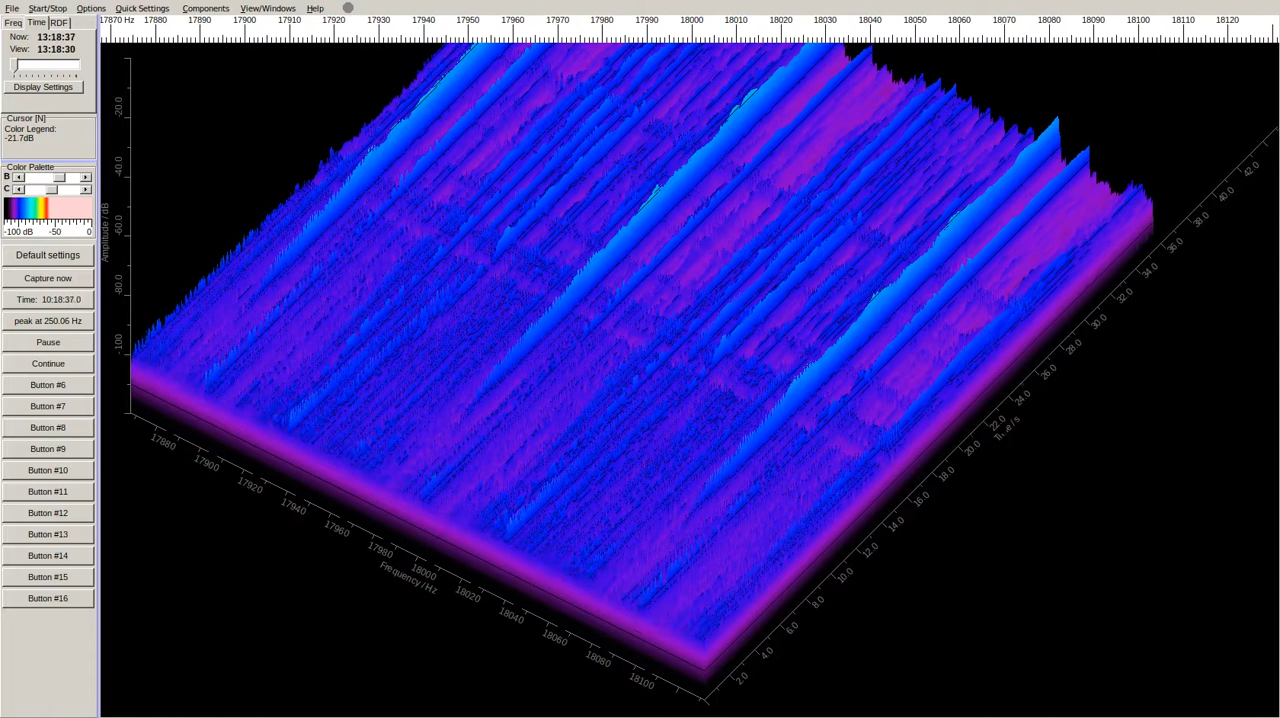 File Start/Stop Options Quick Settings Components View/Windows Help
Freq Time RDF
17870 Hz 17880 17890 17900 17910 17920 17930 17940 17950 17960 17970 17980 17990 18000 18010 18020 18030 18040 18050 18060 18070 18080 18090 18100 18110 18120
Now: 13:18:37
View: 13:18:30
Display Settings
Cursor [N]
Color Legend:
-21.7dB
Color Palette
B
C
-100 dB -50 0
Default settings
Capture now
Time: 10:18:37.0
peak at 250.06 Hz
Pause
Continue
Button #6
Button #7
Button #8
Button #9
Button #10
Button #11
Button #12
Button #13
Button #14
Button #15
Button #16
-20.0
-40.0
-60.0
-80.0
-100
Amplitude / dB
17880
17900
17920
17940
17960
17980
18000
18020
18040
18060
18080
18100
Frequency / Hz
2.0
4.0
6.0
8.0
10.0
12.0
14.0
16.0
18.0
20.0
22.0
24.0
26.0
28.0
30.0
32.0
34.0
36.0
38.0
40.0
42.0